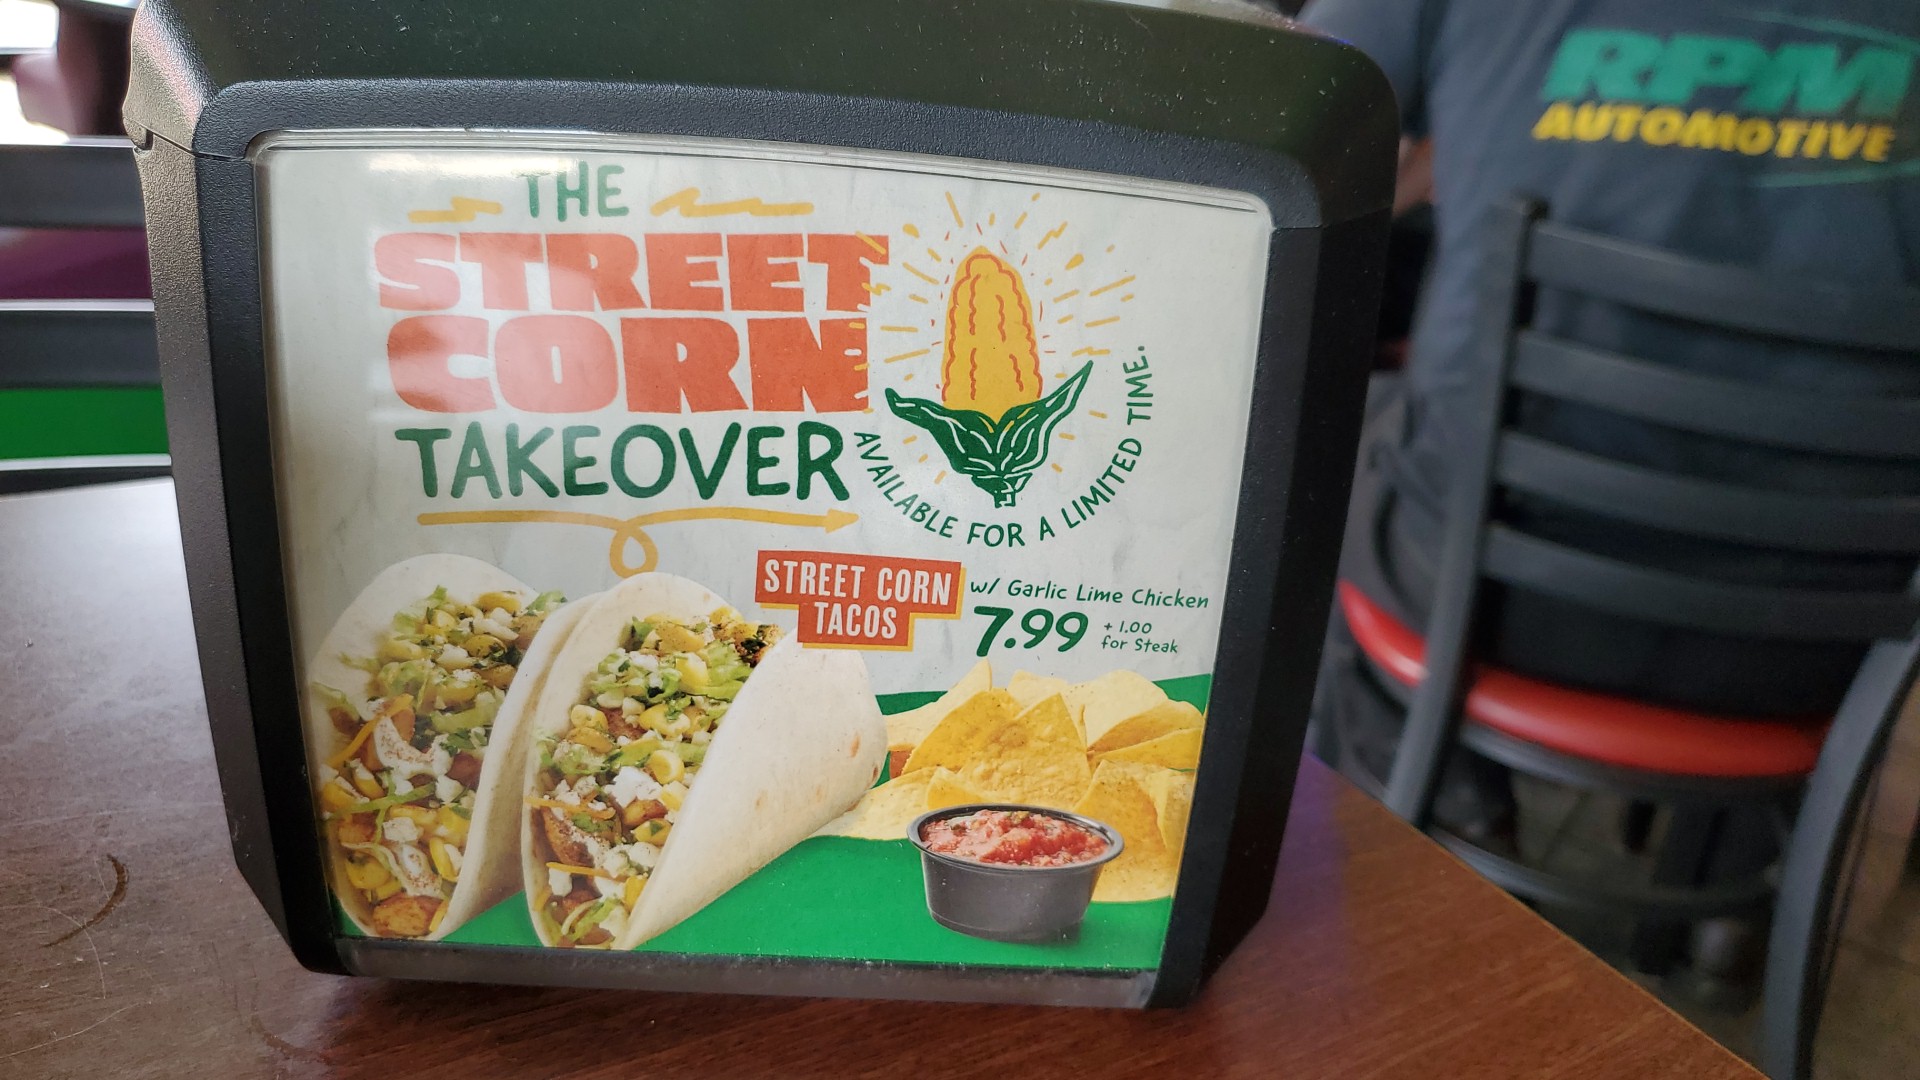 THE
STREET
CORN
TAKEOVER
AVAILABLE FOR A LIMITED TIME.
STREET CORN
TACOS
w/ Garlic Lime Chicken
7.99
+ 1.00
for Steak
RPM
AUTOMOTIVE